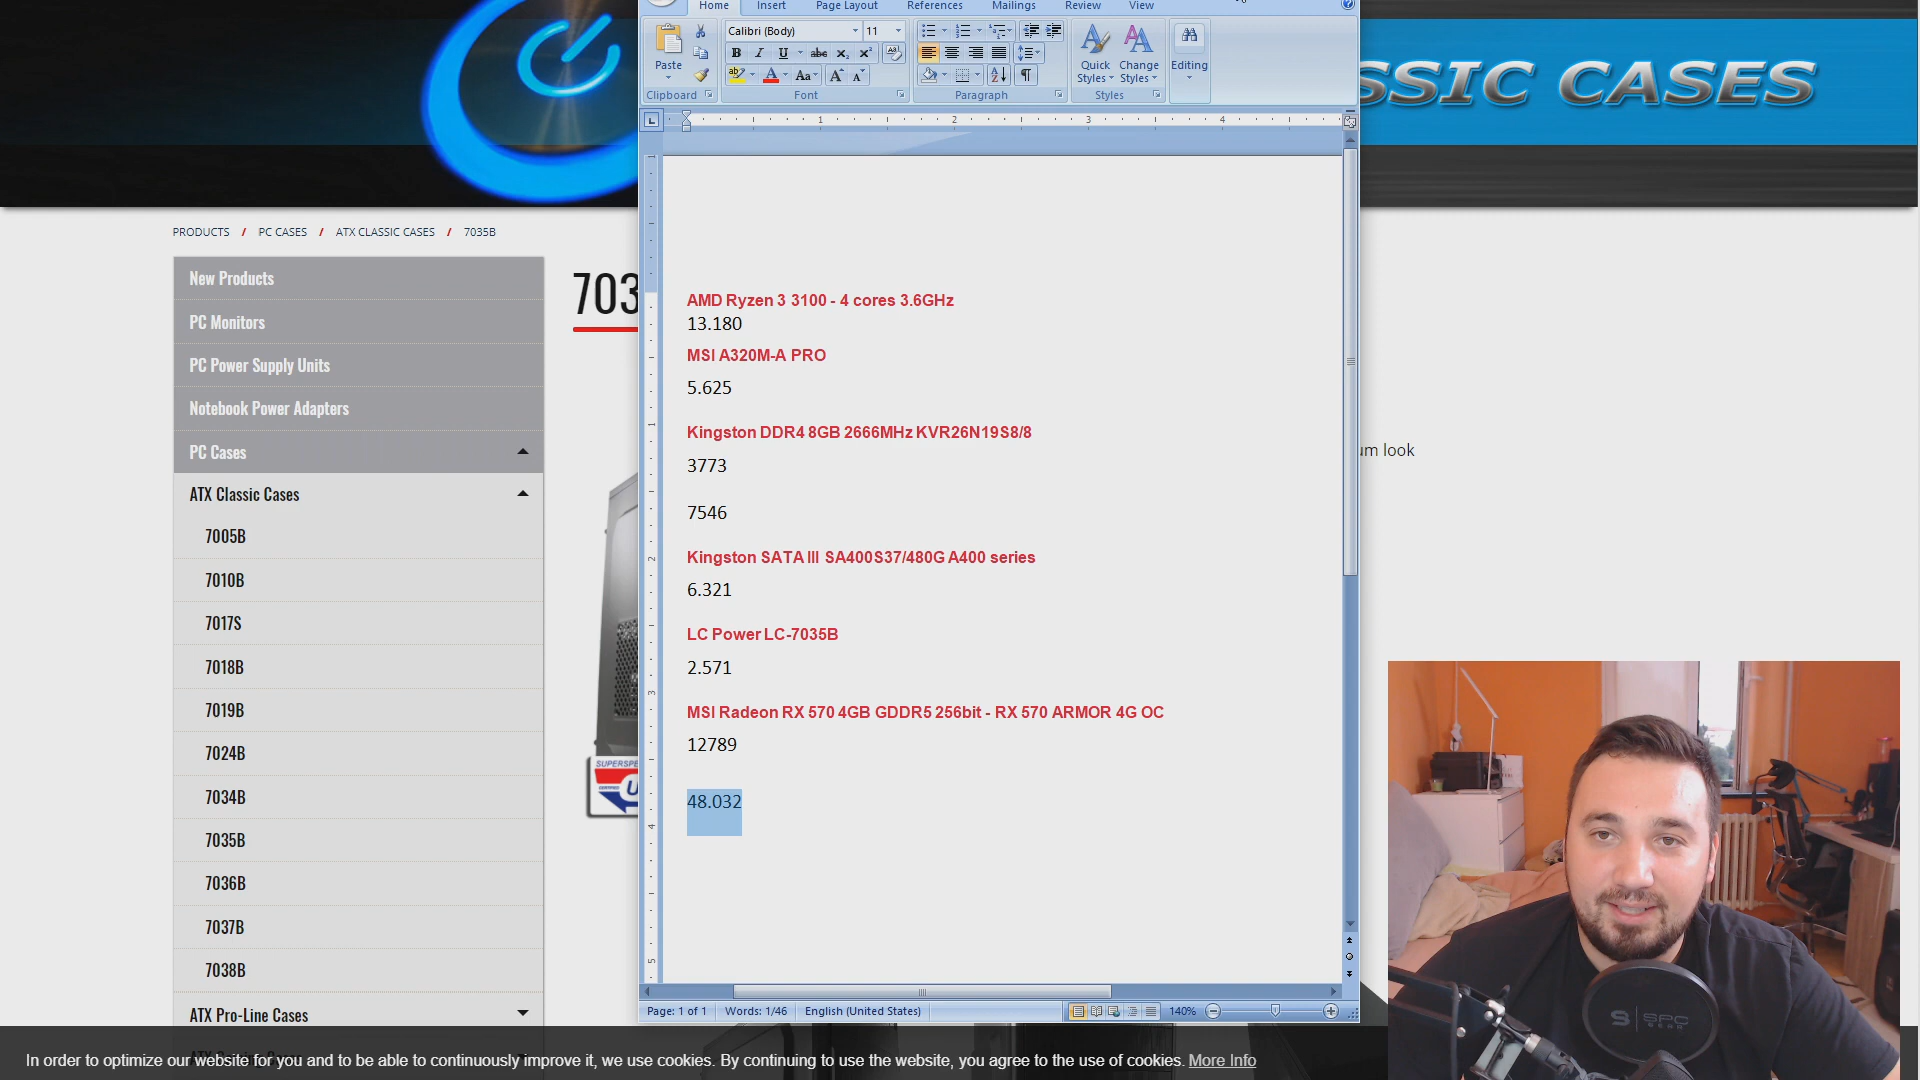 Home Insert Page Layout References Mailings Review View
Calibri (Body) 11
Paste
Quick Styles
Change Styles
Editing
Clipboard Font Paragraph Styles
SSIC CASES
1 2 3 4
PRODUCTS / PC CASES / ATX CLASSIC CASES / 7035B
New Products
PC Monitors
PC Power Supply Units
Notebook Power Adapters
PC Cases
ATX Classic Cases
7005B
7010B
7017S
7018B
7019B
7024B
7034B
7035B
7036B
7037B
7038B
ATX Pro-Line Cases
703
um look
SUPERSPE
AMD Ryzen 3 3100 - 4 cores 3.6GHz
13.180
MSI A320M-A PRO
5.625
Kingston DDR4 8GB 2666MHz KVR26N19S8/8
3773
7546
Kingston SATA III SA400S37/480G A400 series
6.321
LC Power LC-7035B
2.571
MSI Radeon RX 570 4GB GDDR5 256bit - RX 570 ARMOR 4G OC
12789
48.032
Page: 1 of 1 Words: 1/46 English (United States) 140%
SPC
GEAR
In order to optimize our website for you and to be able to continuously improve it, we use cookies. By continuing to use the website, you agree to the use of cookies. More Info